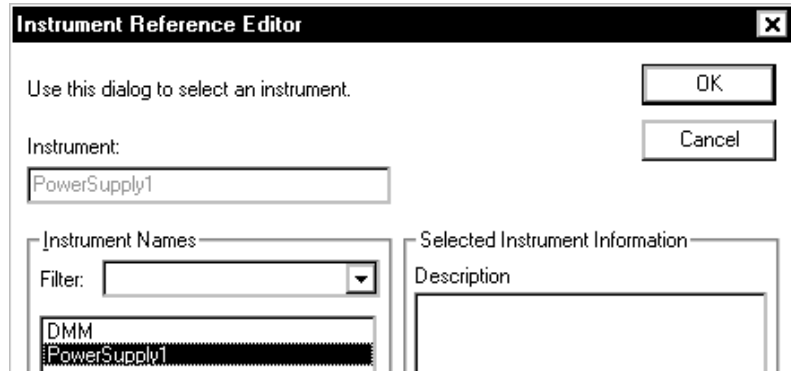 Instrument Reference Editor
Use this dialog to select an instrument.
OK
Cancel
Instrument:
PowerSupply1
Instrument Names
Filter:
DMM
PowerSupply1
Selected Instrument Information
Description